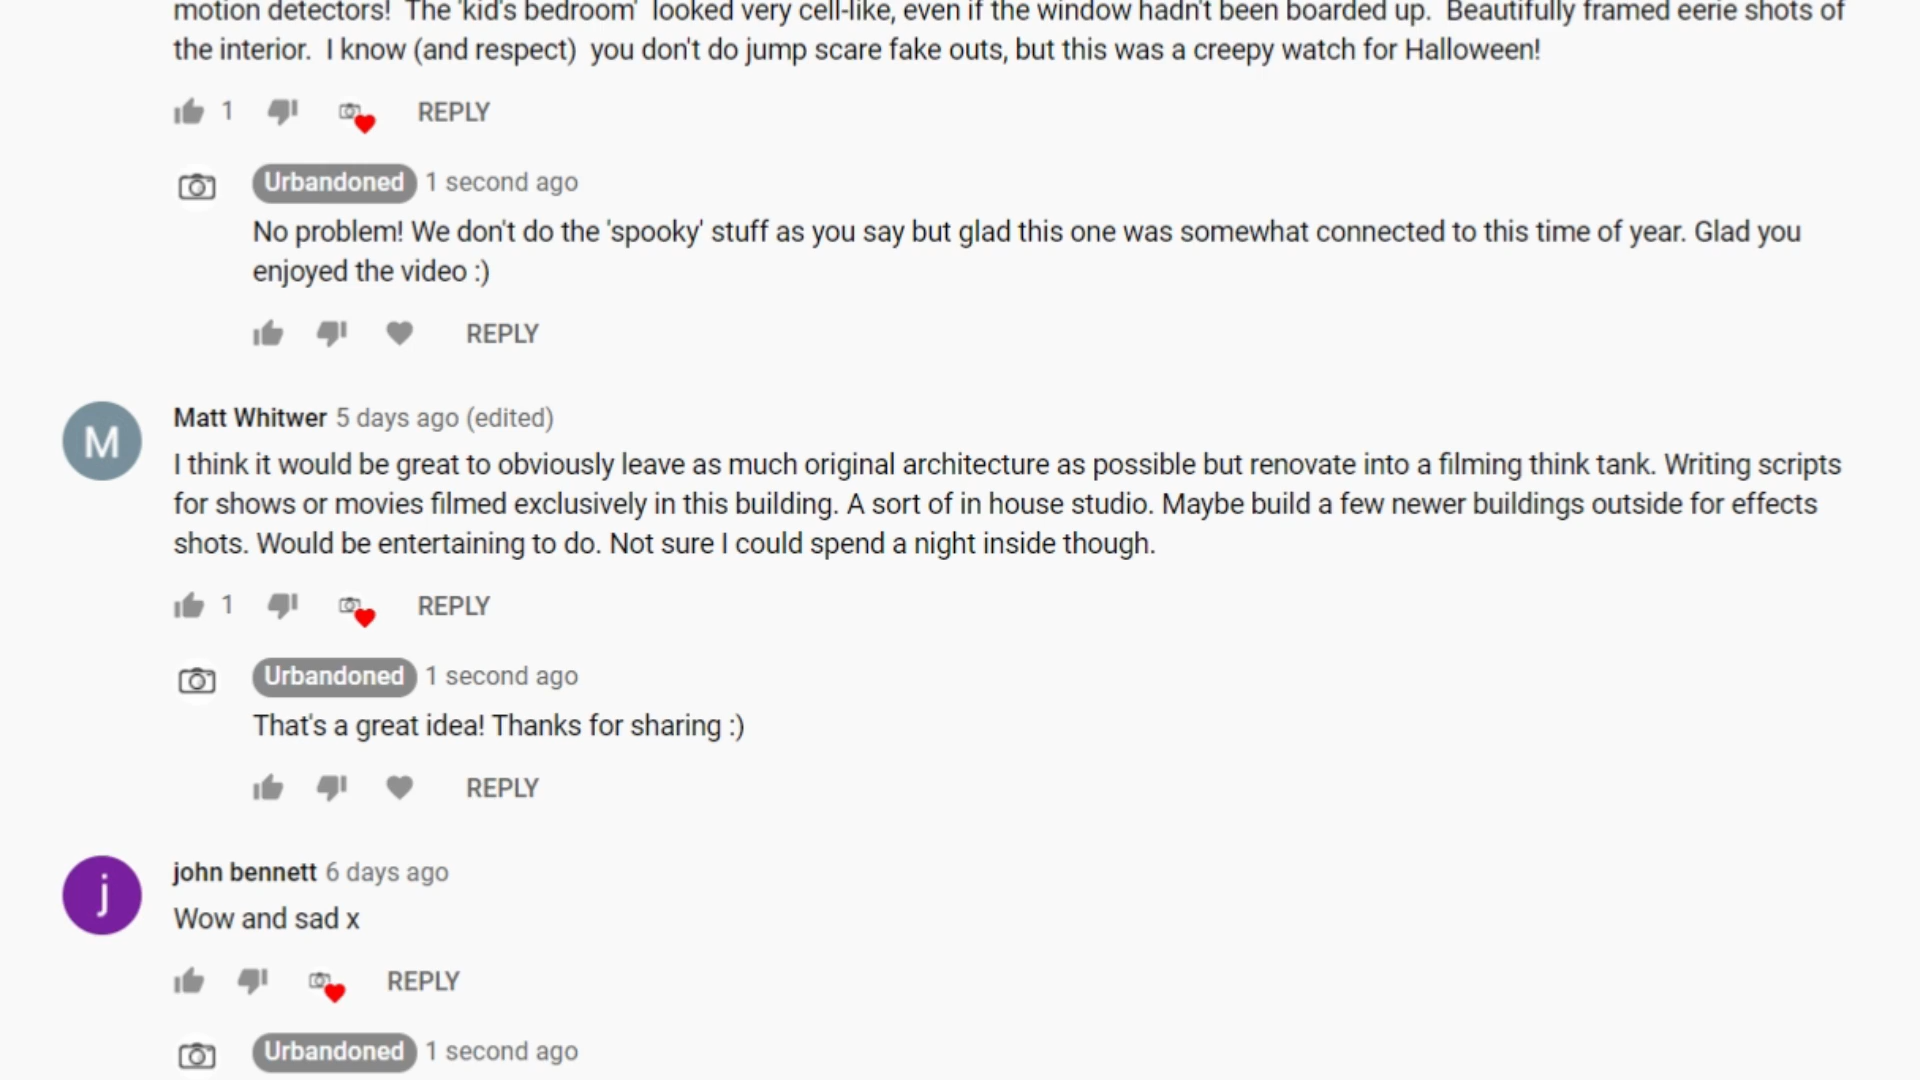 motion detectors!  The 'kid's bedroom'  looked very cell-like, even if the window hadn't been boarded up.  Beautifully framed eerie shots of
the interior.  I know (and respect)  you don't do jump scare fake outs, but this was a creepy watch for Halloween!
1 REPLY
Urbandoned 1 second ago
No problem! We don't do the 'spooky' stuff as you say but glad this one was somewhat connected to this time of year. Glad you
enjoyed the video :)
REPLY
M
Matt Whitwer 5 days ago (edited)
I think it would be great to obviously leave as much original architecture as possible but renovate into a filming think tank. Writing scripts
for shows or movies filmed exclusively in this building. A sort of in house studio. Maybe build a few newer buildings outside for effects
shots. Would be entertaining to do. Not sure I could spend a night inside though.
1 REPLY
Urbandoned 1 second ago
That's a great idea! Thanks for sharing :)
REPLY
j
john bennett 6 days ago
Wow and sad x
REPLY
Urbandoned 1 second ago